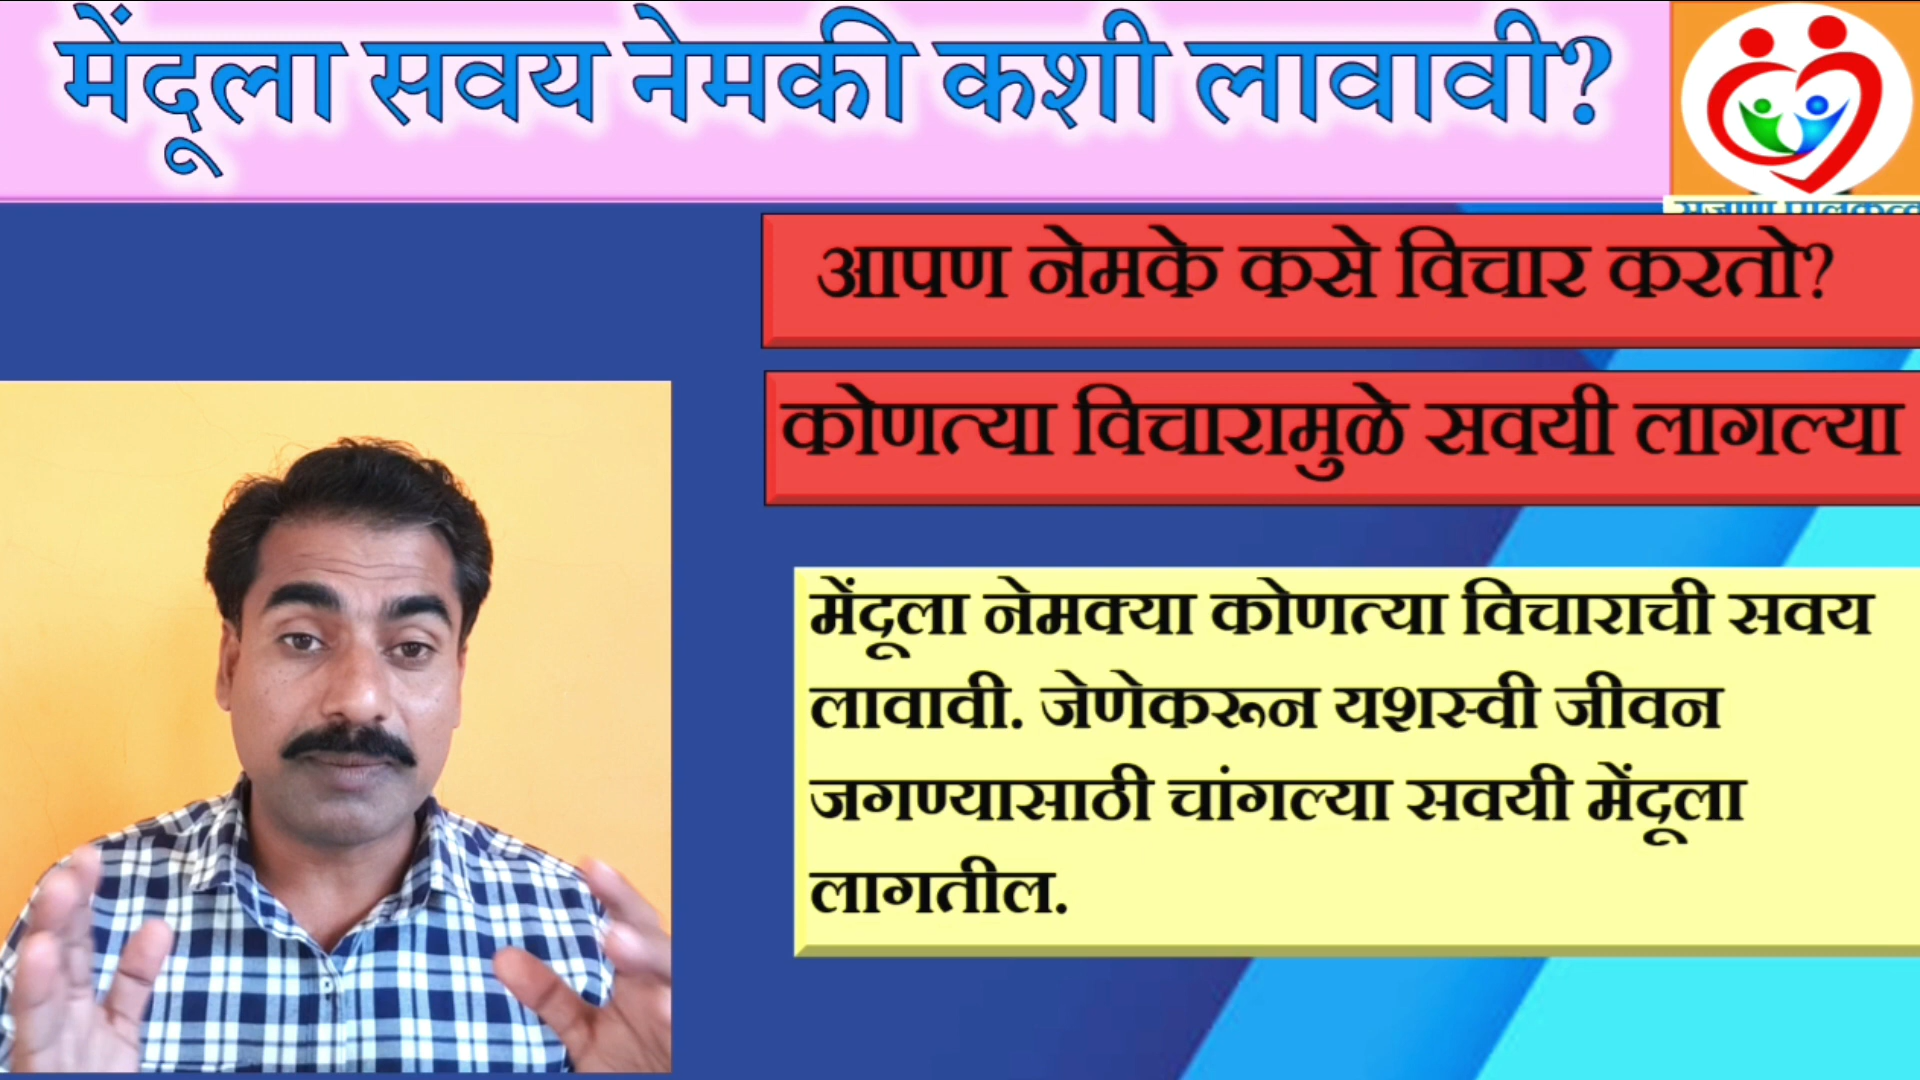 मेंदूला सवय नेमकी कशी लावावी?
आपण नेमके कसे विचार करतो?
कोणत्या विचारामुळे सवयी लागल्या
मेंदूला नेमक्या कोणत्या विचाराची सवय
लावावी. जेणेकरून यशस्वी जीवन
जगण्यासाठी चांगल्या सवयी मेंदूला
लागतील.